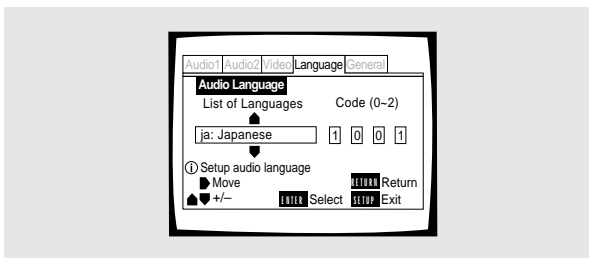 Audio1 Audio2 Video Language General
Audio Language
List of Languages Code (0~2)
ja: Japanese 1 0 0 1
i Setup audio language
Move RETURN Return
+/– ENTER Select SETUP Exit